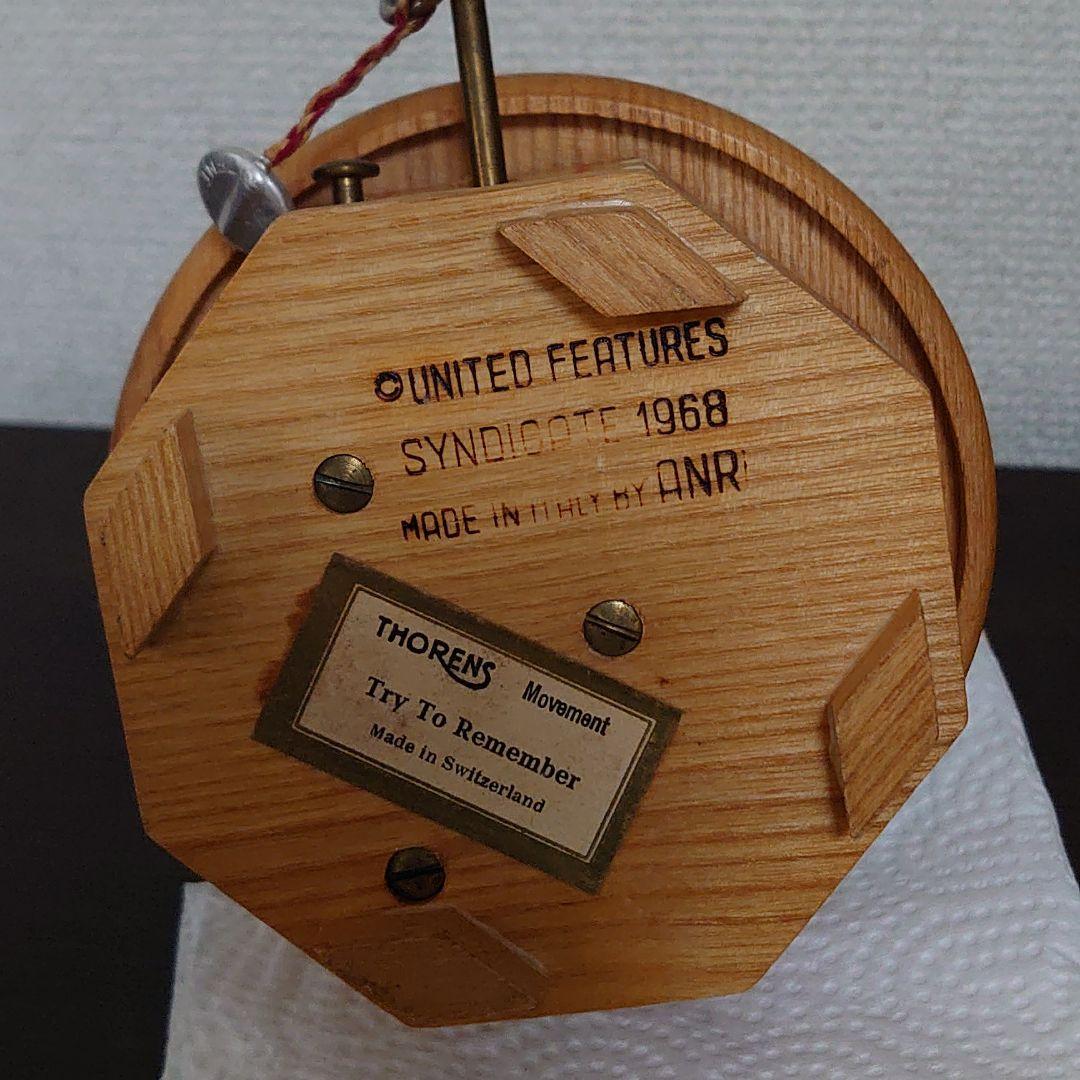 ©UNITED FEATURES
SYNDICATE 1968
MADE IN ITALY BY ANRi
THORENS Movement
Try To Remember
Made in Switzerland